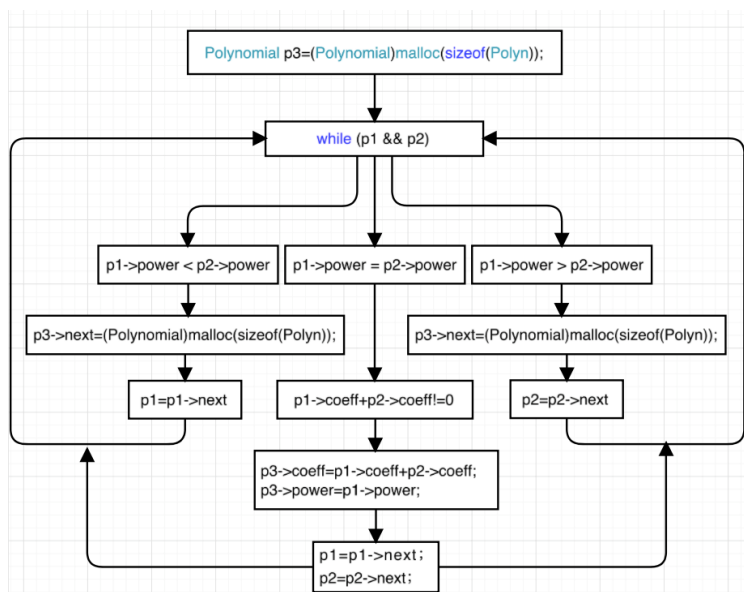 Polynomial p3=(Polynomial)malloc(sizeof(Polyn));
while (p1 && p2)
p1->power < p2->power
p1->power = p2->power
p1->power > p2->power
p3->next=(Polynomial)malloc(sizeof(Polyn));
p3->next=(Polynomial)malloc(sizeof(Polyn));
p1=p1->next
p1->coeff+p2->coeff!=0
p2=p2->next
p3->coeff=p1->coeff+p2->coeff;
p3->power=p1->power;
p1=p1->next;
p2=p2->next;